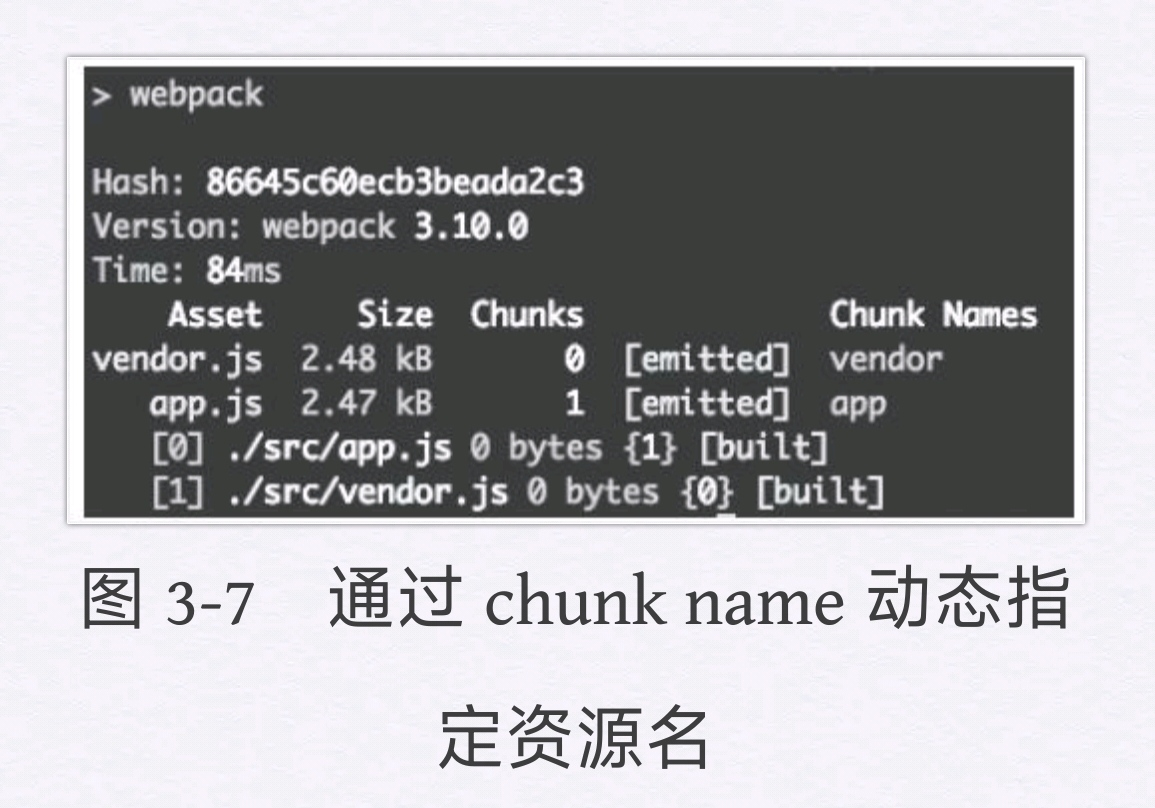 > webpack
Hash: 86645c60ecb3beada2c3
Version: webpack 3.10.0
Time: 84ms
Asset Size Chunks Chunk Names
vendor.js 2.48 kB 0 [emitted] vendor
app.js 2.47 kB 1 [emitted] app
[0] ./src/app.js 0 bytes {1} [built]
[1] ./src/vendor.js 0 bytes {0} [built]
图 3-7 通过 chunk name 动态指
定资源名